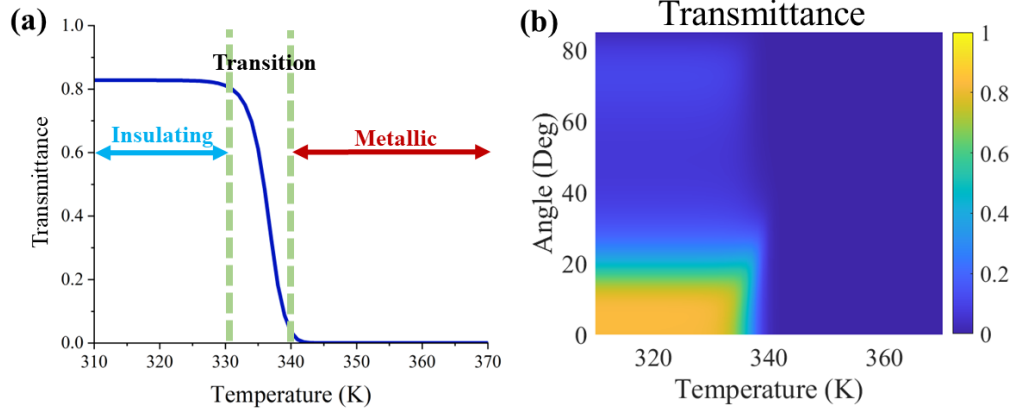 (a)
1.0
0.8
0.6
0.4
0.2
0.0
Transmittance
Transition
Insulating
Metallic
310 320 330 340 350 360 370
Temperature (K)
(b)
Transmittance
80
60
40
20
0
Angle (Deg)
320 340 360
Temperature (K)
1
0.8
0.6
0.4
0.2
0